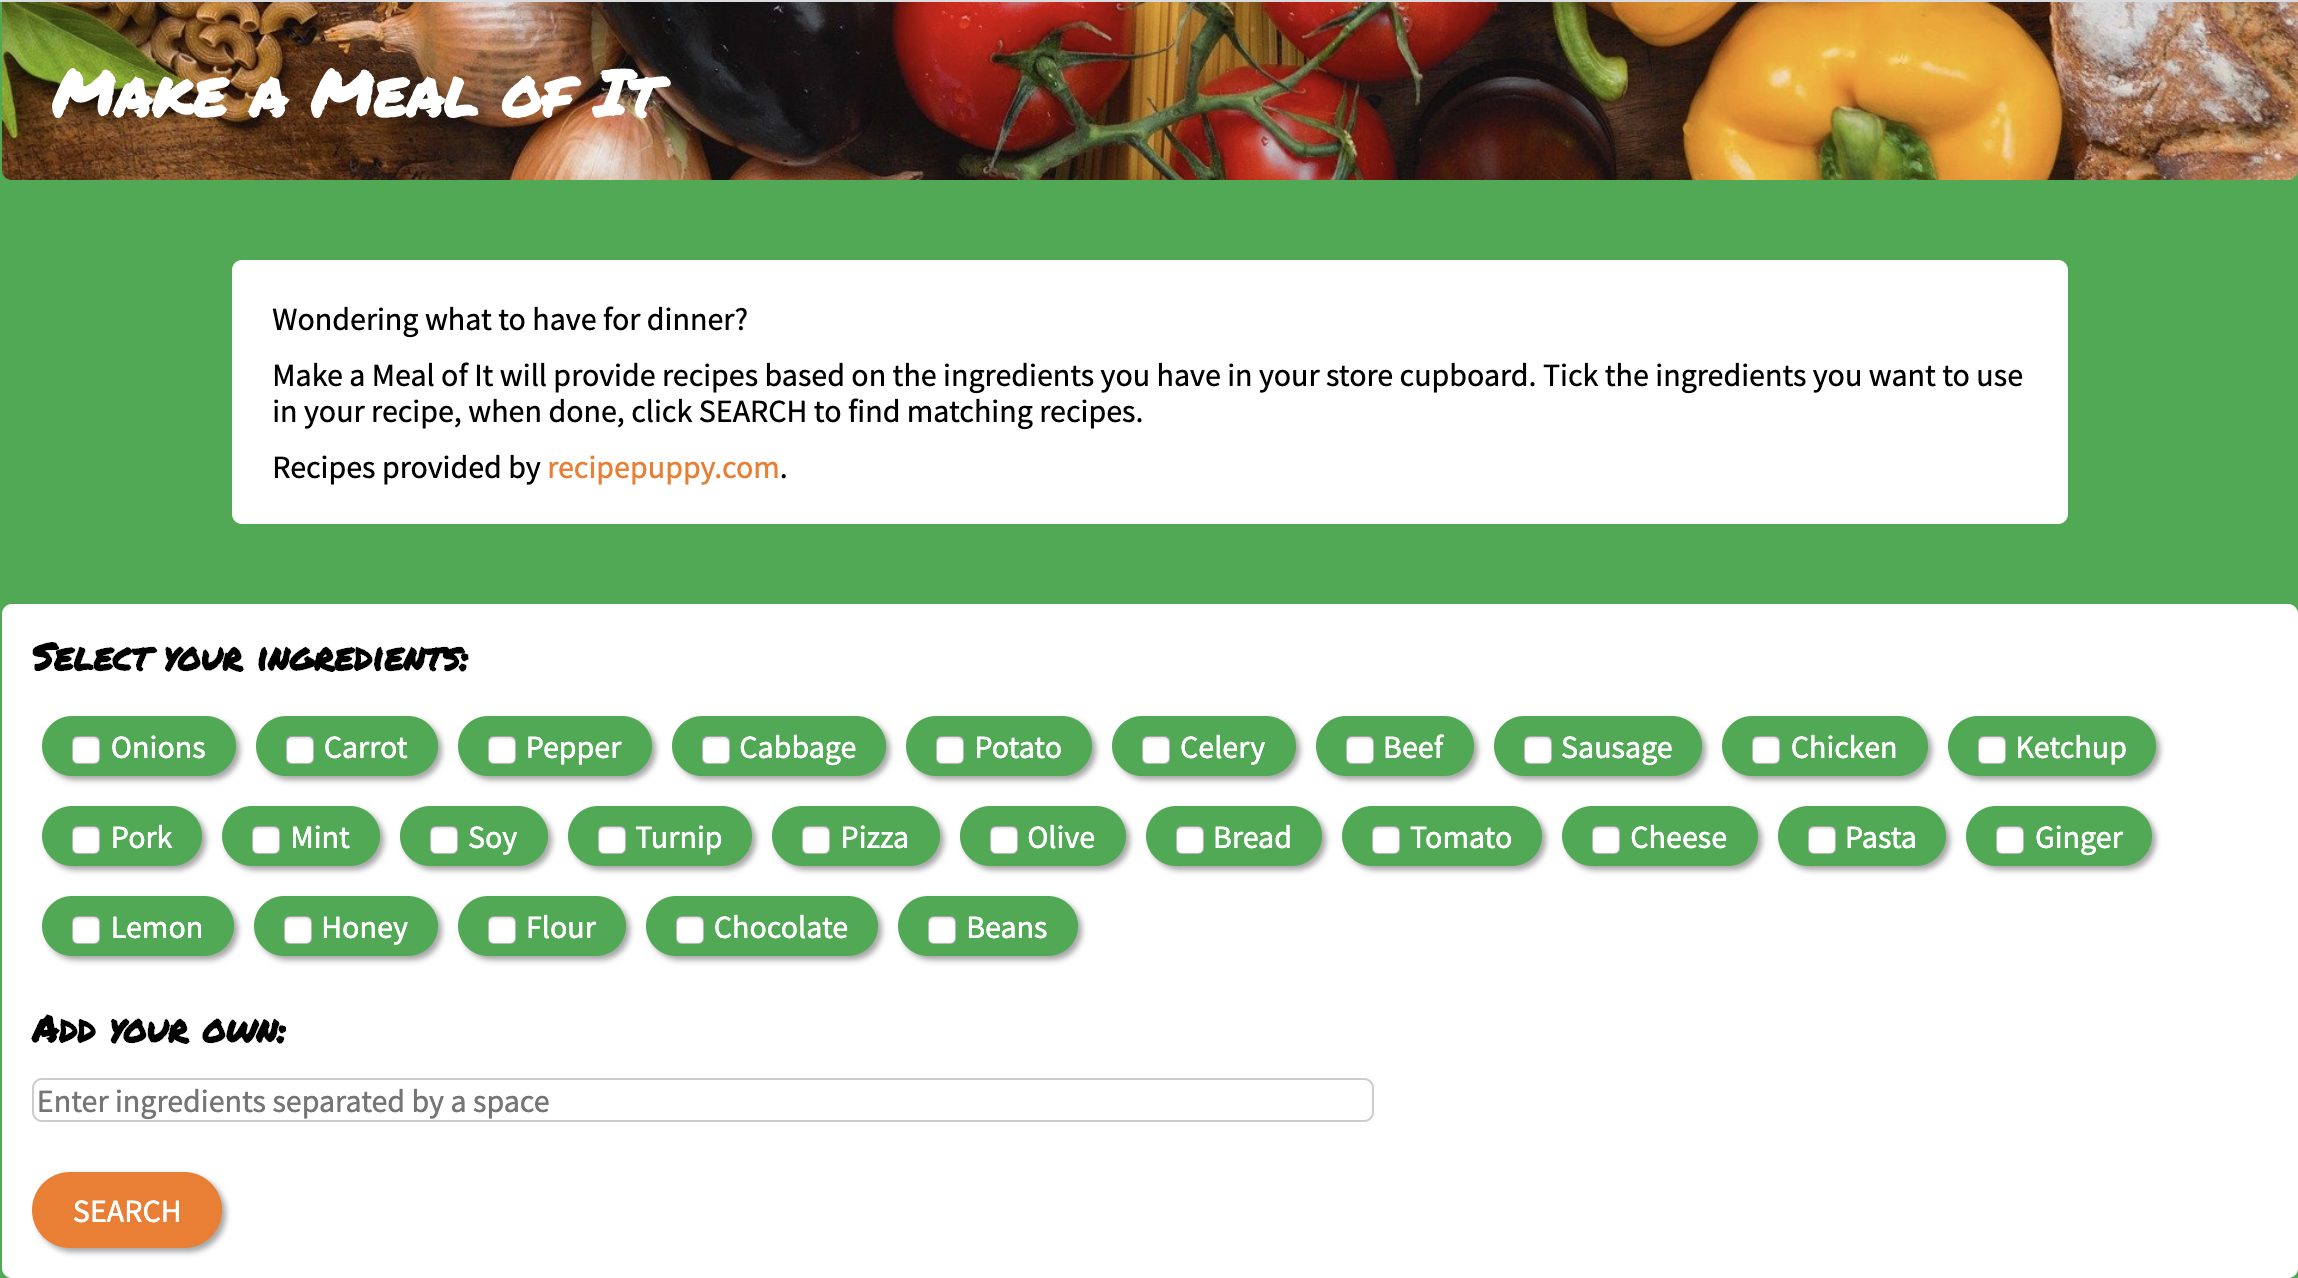 Make a Meal of It
Wondering what to have for dinner?
Make a Meal of It will provide recipes based on the ingredients you have in your store cupboard. Tick the ingredients you want to use
in your recipe, when done, click SEARCH to find matching recipes.
Recipes provided by recipepuppy.com.
Select your ingredients:
Onions Carrot Pepper Cabbage Potato Celery Beef Sausage Chicken Ketchup
Pork Mint Soy Turnip Pizza Olive Bread Tomato Cheese Pasta Ginger
Lemon Honey Flour Chocolate Beans
Add your own:
Enter ingredients separated by a space
SEARCH